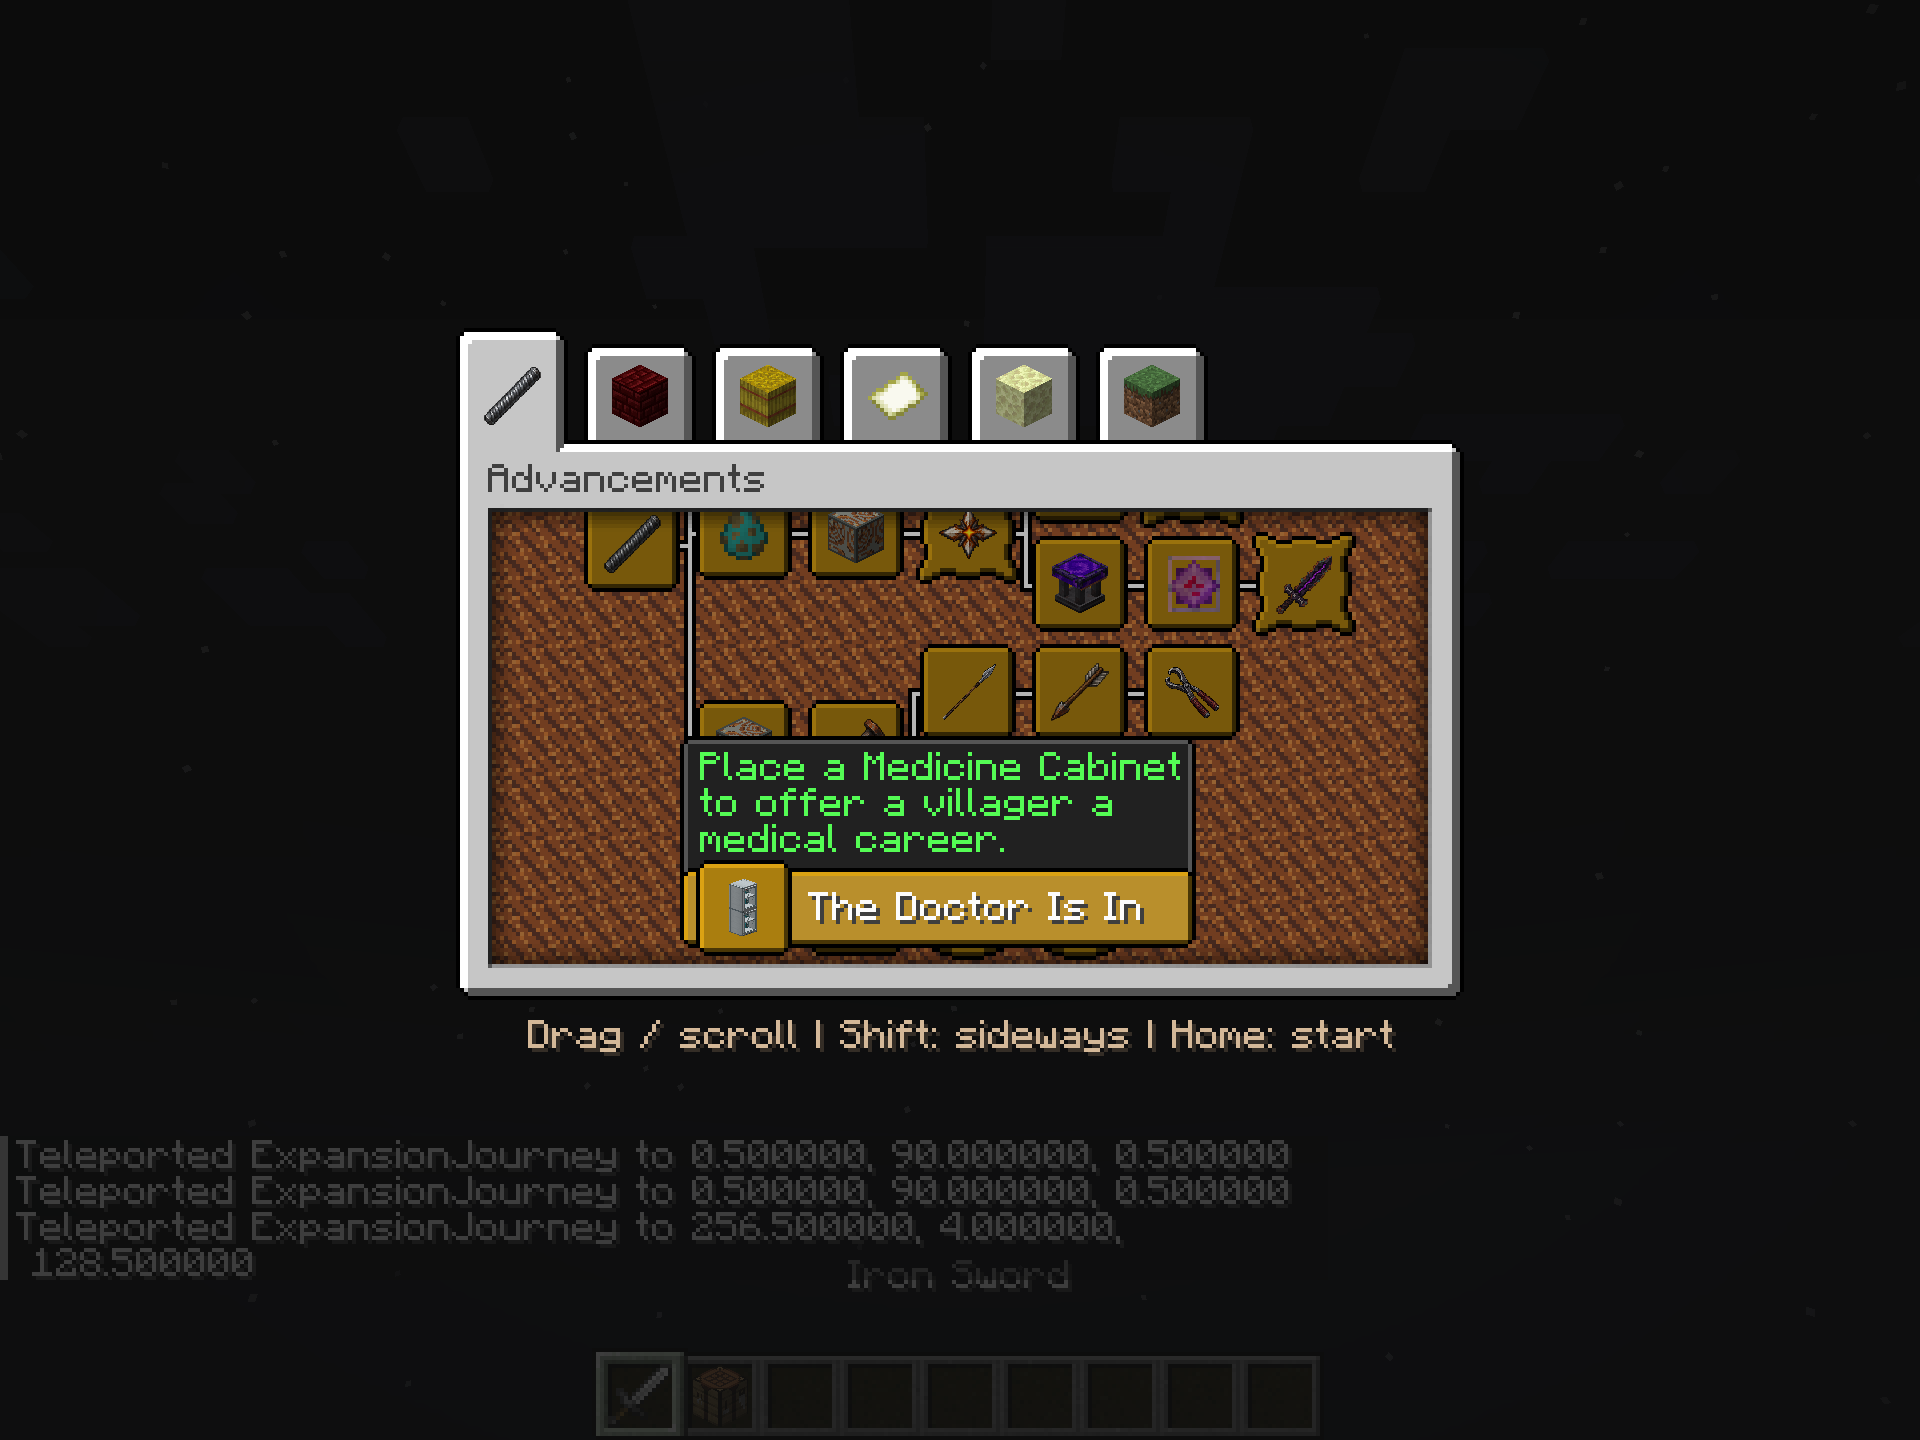 Advancements
Place a Medicine Cabinet
to offer a villager a
medical career.
The Doctor Is In
Drag / scroll | Shift: sideways | Home: start
Teleported ExpansionJourney to 0.500000, 90.000000, 0.500000
Teleported ExpansionJourney to 0.500000, 90.000000, 0.500000
Teleported ExpansionJourney to 256.500000, 4.000000,
128.500000
Iron Sword